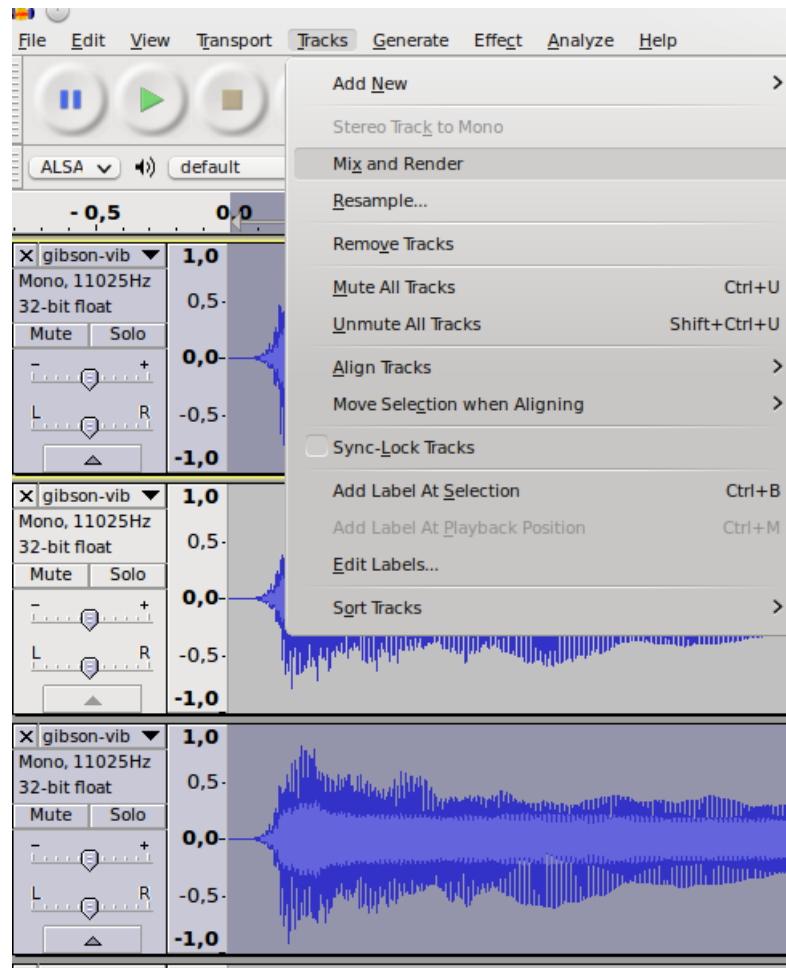 File Edit View Transport Tracks Generate Effect Analyze Help
Add New
Stereo Track to Mono
ALSA default
Mix and Render
Resample...
- 0,5 0,0
Remove Tracks
Mute All Tracks Ctrl+U
Unmute All Tracks Shift+Ctrl+U
Align Tracks
Move Selection when Aligning
Sync-Lock Tracks
Add Label At Selection Ctrl+B
Add Label At Playback Position Ctrl+M
Edit Labels...
Sort Tracks
X gibson-vib 1,0
Mono, 11025Hz
32-bit float 0,5
Mute Solo
- + 0,0
L R -0,5
-1,0
X gibson-vib 1,0
Mono, 11025Hz
32-bit float 0,5
Mute Solo
- + 0,0
L R -0,5
-1,0
X gibson-vib 1,0
Mono, 11025Hz
32-bit float 0,5
Mute Solo
- + 0,0
L R -0,5
-1,0